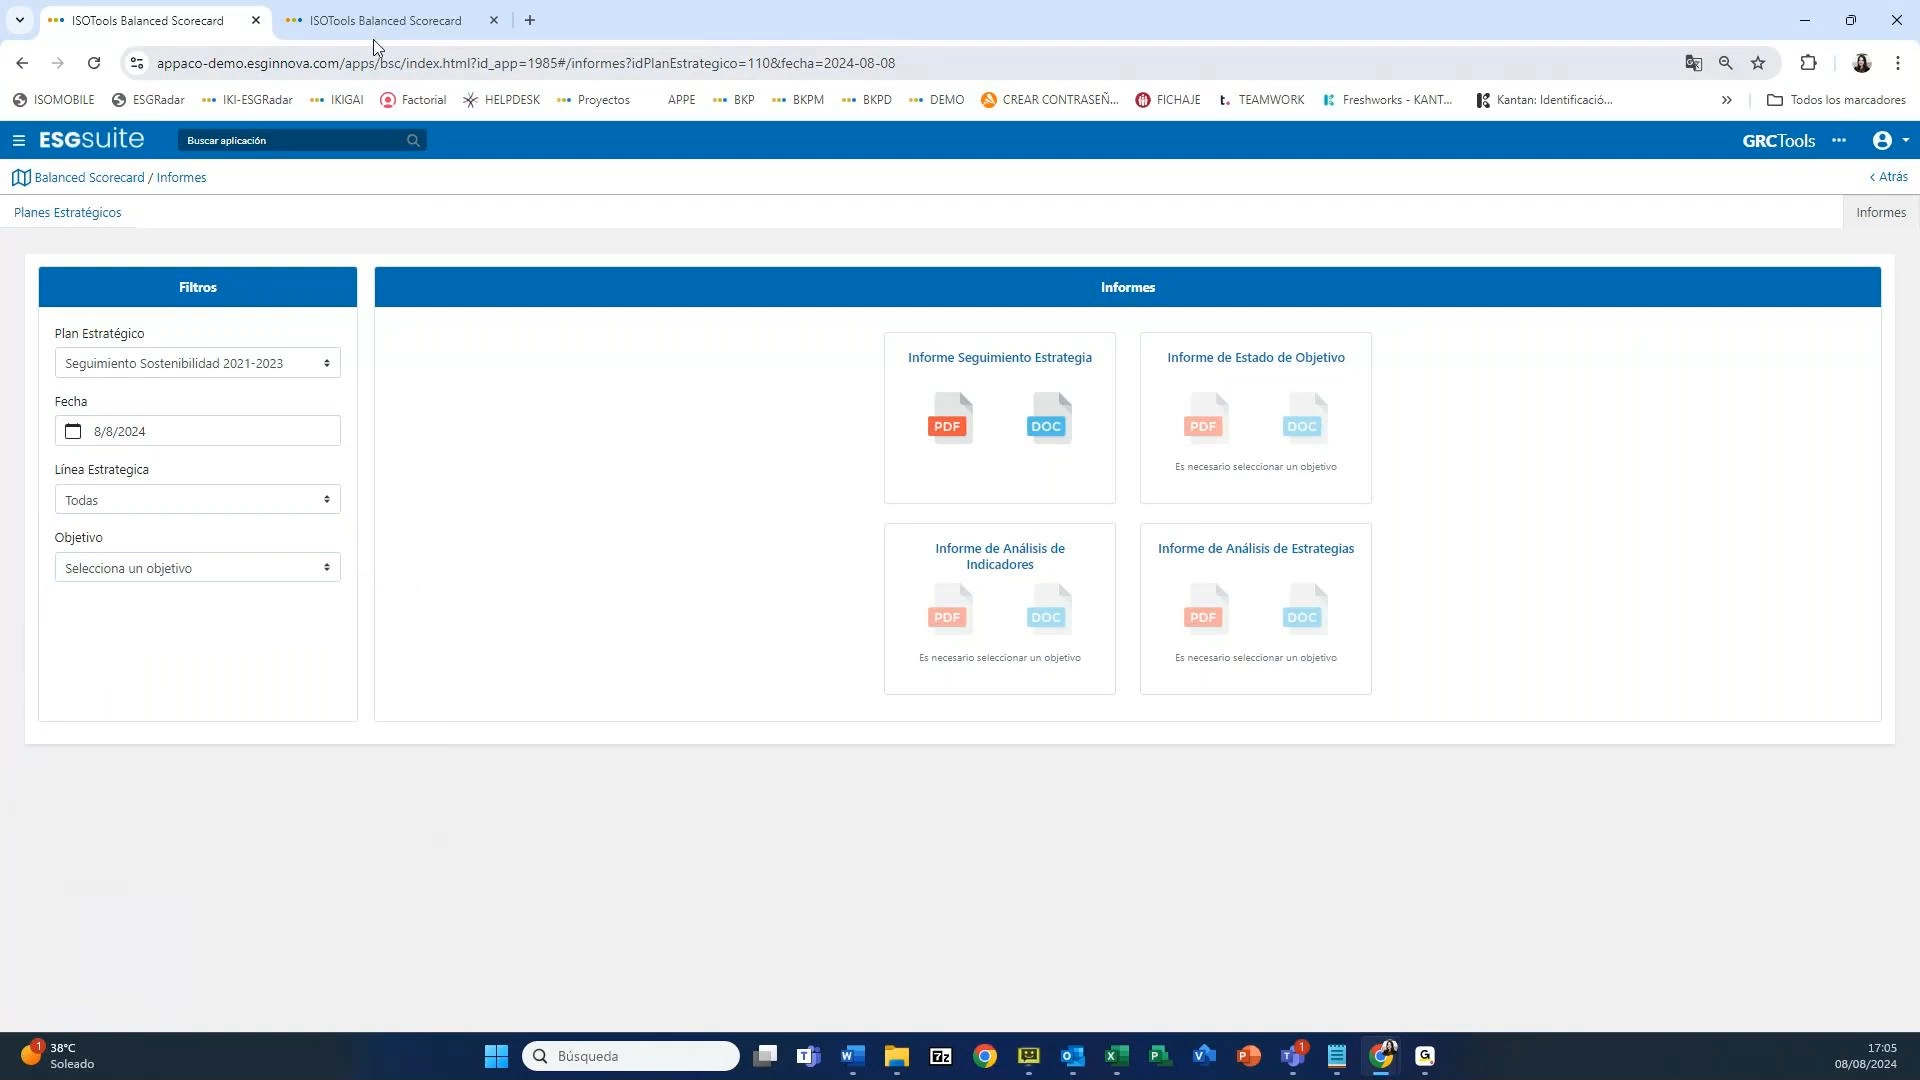 ISOTools Balanced Scorecard
ISOTools Balanced Scorecard
appaco-demo.esginnova.com/apps/bsc/index.html?id_app=1985#/informes?idPlanEstrategico=110&fecha=2024-08-08
ISOMOBILE ESGRadar IKI-ESGRadar IKIGAI Factorial HELPDESK Proyectos APPE BKP BKPM BKPD DEMO CREAR CONTRASEÑ... FICHAJE TEAMWORK Freshworks - KANT... Kantan: Identificació... Todos los marcadores
ESGsuite Buscar aplicación GRCTools
Balanced Scorecard / Informes Atrás
Planes Estratégicos Informes
Filtros
Plan Estratégico
Seguimiento Sostenibilidad 2021-2023
Fecha
8/8/2024
Línea Estrategica
Todas
Objetivo
Selecciona un objetivo
Informes
Informe Seguimiento Estrategia
PDF DOC
Informe de Estado de Objetivo
PDF DOC
Es necesario seleccionar un objetivo
Informe de Análisis de
Indicadores
PDF DOC
Es necesario seleccionar un objetivo
Informe de Análisis de Estrategias
PDF DOC
Es necesario seleccionar un objetivo
1 38°C
Soleado
Búsqueda
1
17:05
08/08/2024